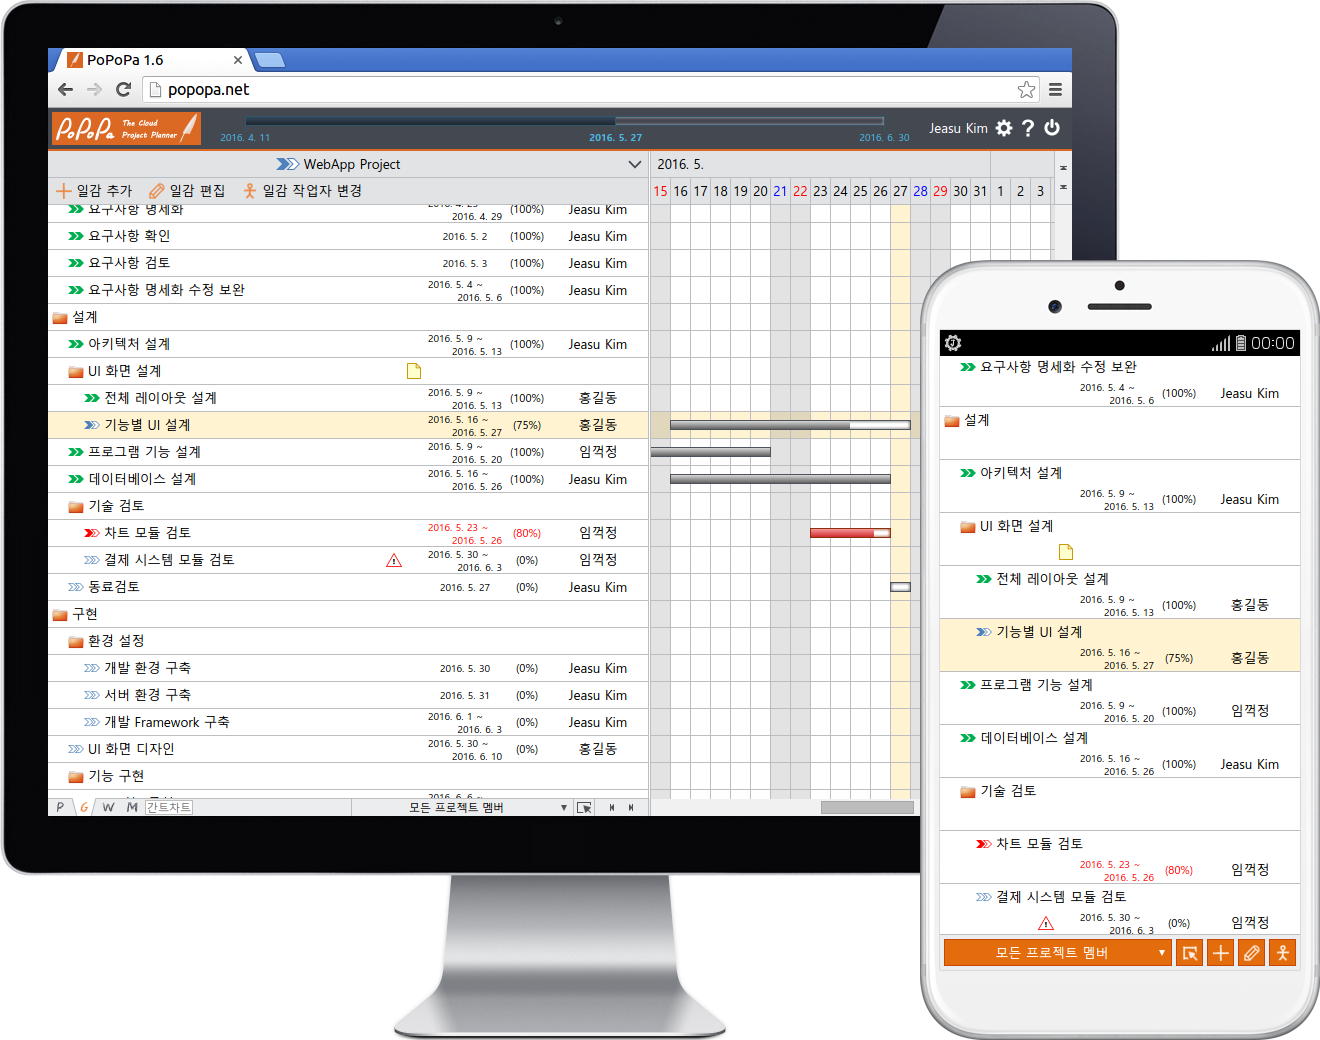 PoPoPa 1.6
popopa.net
PoPoPa The Cloud Project Planner
2016. 4. 11 2016. 5. 27 2016. 6. 30
Jeasu Kim ?
WebApp Project 2016. 5.
일감 추가 일감 편집 일감 작업자 변경
15 16 17 18 19 20 21 22 23 24 25 26 27 28 29 30 31 1 2 3
요구사항 명세화 2016. 4. 29 (100%) Jeasu Kim
요구사항 확인 2016. 5. 2 (100%) Jeasu Kim
요구사항 검토 2016. 5. 3 (100%) Jeasu Kim
요구사항 명세화 수정 보완 2016. 5. 4 ~ 2016. 5. 6 (100%) Jeasu Kim
설계
아키텍처 설계 2016. 5. 9 ~ 2016. 5. 13 (100%) Jeasu Kim
UI 화면 설계
전체 레이아웃 설계 2016. 5. 9 ~ 2016. 5. 13 (100%) 홍길동
기능별 UI 설계 2016. 5. 16 ~ 2016. 5. 27 (75%) 홍길동
프로그램 기능 설계 2016. 5. 9 ~ 2016. 5. 20 (100%) 임꺽정
데이터베이스 설계 2016. 5. 16 ~ 2016. 5. 26 (100%) Jeasu Kim
기술 검토
차트 모듈 검토 2016. 5. 23 ~ 2016. 5. 26 (80%) 임꺽정
결제 시스템 모듈 검토 2016. 5. 30 ~ 2016. 6. 3 (0%) 임꺽정
동료검토 2016. 5. 27 (0%) Jeasu Kim
구현
환경 설정
개발 환경 구축 2016. 5. 30 (0%) Jeasu Kim
서버 환경 구축 2016. 5. 31 (0%) Jeasu Kim
개발 Framework 구축 2016. 6. 1 ~ 2016. 6. 3 (0%) Jeasu Kim
UI 화면 디자인 2016. 5. 30 ~ 2016. 6. 10 (0%) 홍길동
기능 구현
P G W M 간트차트 모든 프로젝트 멤버
00:00
요구사항 명세화 수정 보완
2016. 5. 4 ~ 2016. 5. 6 (100%) Jeasu Kim
설계
아키텍처 설계
2016. 5. 9 ~ 2016. 5. 13 (100%) Jeasu Kim
UI 화면 설계
전체 레이아웃 설계
2016. 5. 9 ~ 2016. 5. 13 (100%) 홍길동
기능별 UI 설계
2016. 5. 16 ~ 2016. 5. 27 (75%) 홍길동
프로그램 기능 설계
2016. 5. 9 ~ 2016. 5. 20 (100%) 임꺽정
데이터베이스 설계
2016. 5. 16 ~ 2016. 5. 26 (100%) Jeasu Kim
기술 검토
차트 모듈 검토
2016. 5. 23 ~ 2016. 5. 26 (80%) 임꺽정
결제 시스템 모듈 검토
2016. 5. 30 ~ 2016. 6. 3 (0%) 임꺽정
모든 프로젝트 멤버